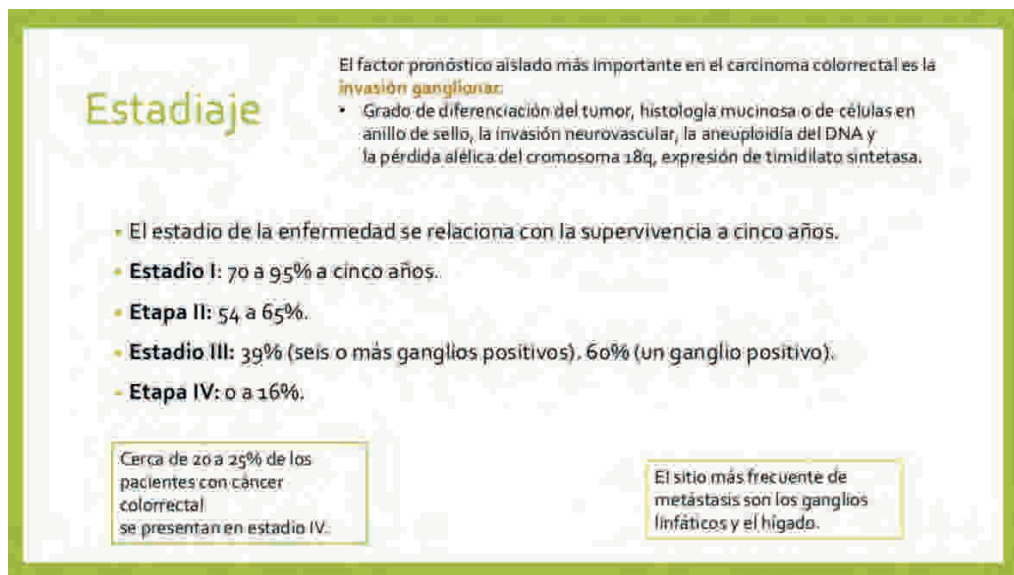 Estadiaje
El factor pronóstico aislado más importante en el carcinoma colorrectal es la
invasión ganglionar.
• Grado de diferenciación del tumor, histología mucinosa o de células en
anillo de sello, la invasión neurovascular, la aneuploidía del DNA y
la pérdida alélica del cromosoma 18q, expresión de timidilato sintetasa.
• El estadio de la enfermedad se relaciona con la supervivencia a cinco años.
• Estadio I: 70 a 95% a cinco años.
• Etapa II: 54 a 65%.
• Estadio III: 39% (seis o más ganglios positivos). 60% (un ganglio positivo).
• Etapa IV: 0 a 16%.
Cerca de 20 a 25% de los
pacientes con cáncer
colorrectal
se presentan en estadio IV.
El sitio más frecuente de
metástasis son los ganglios
linfáticos y el hígado.